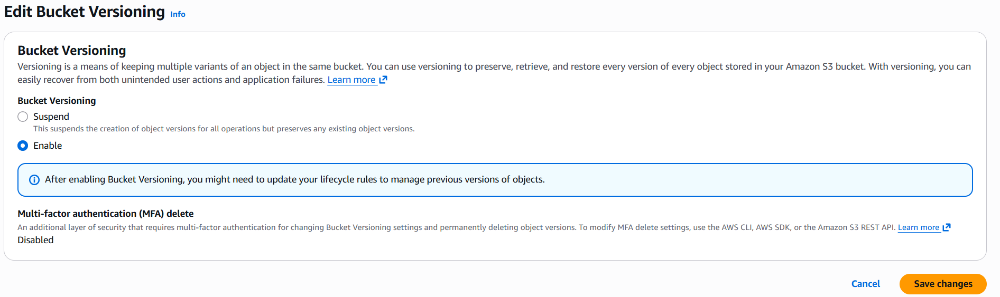 Edit Bucket Versioning Info
Bucket Versioning
Versioning is a means of keeping multiple variants of an object in the same bucket. You can use versioning to preserve, retrieve, and restore every version of every object stored in your Amazon S3 bucket. With versioning, you can
easily recover from both unintended user actions and application failures. Learn more
Bucket Versioning
Suspend
This suspends the creation of object versions for all operations but preserves any existing object versions.
Enable
After enabling Bucket Versioning, you might need to update your lifecycle rules to manage previous versions of objects.
Multi-factor authentication (MFA) delete
An additional layer of security that requires multi-factor authentication for changing Bucket Versioning settings and permanently deleting object versions. To modify MFA delete settings, use the AWS CLI, AWS SDK, or the Amazon S3 REST API. Learn more
Disabled
Cancel Save changes